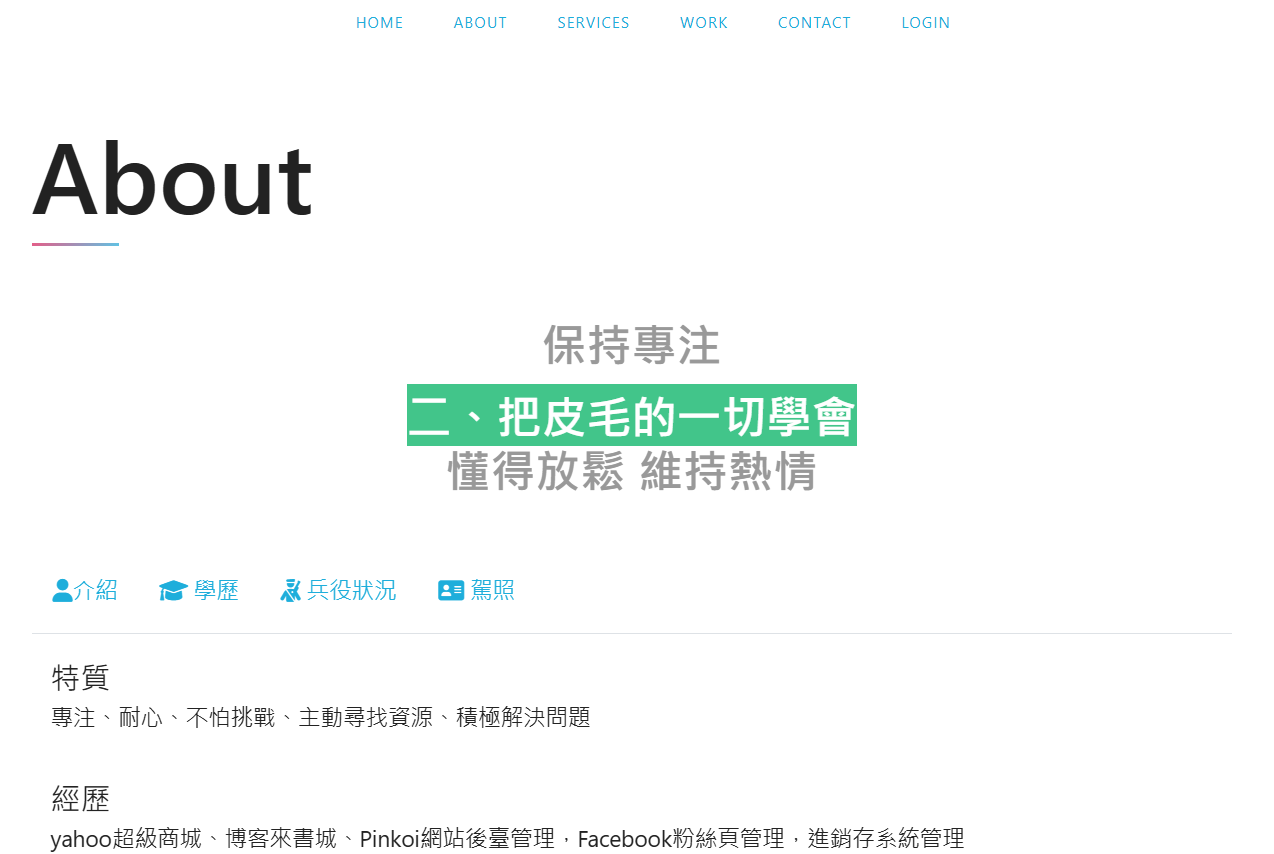 HOME ABOUT SERVICES WORK CONTACT LOGIN
About
保持專注
二、把皮毛的一切學會
懂得放鬆 維持熱情
介紹 學歷 兵役狀況 駕照
特質
專注、耐心、不怕挑戰、主動尋找資源、積極解決問題
經歷
yahoo超級商城、博客來書城、Pinkoi網站後臺管理，Facebook粉絲頁管理，進銷存系統管理